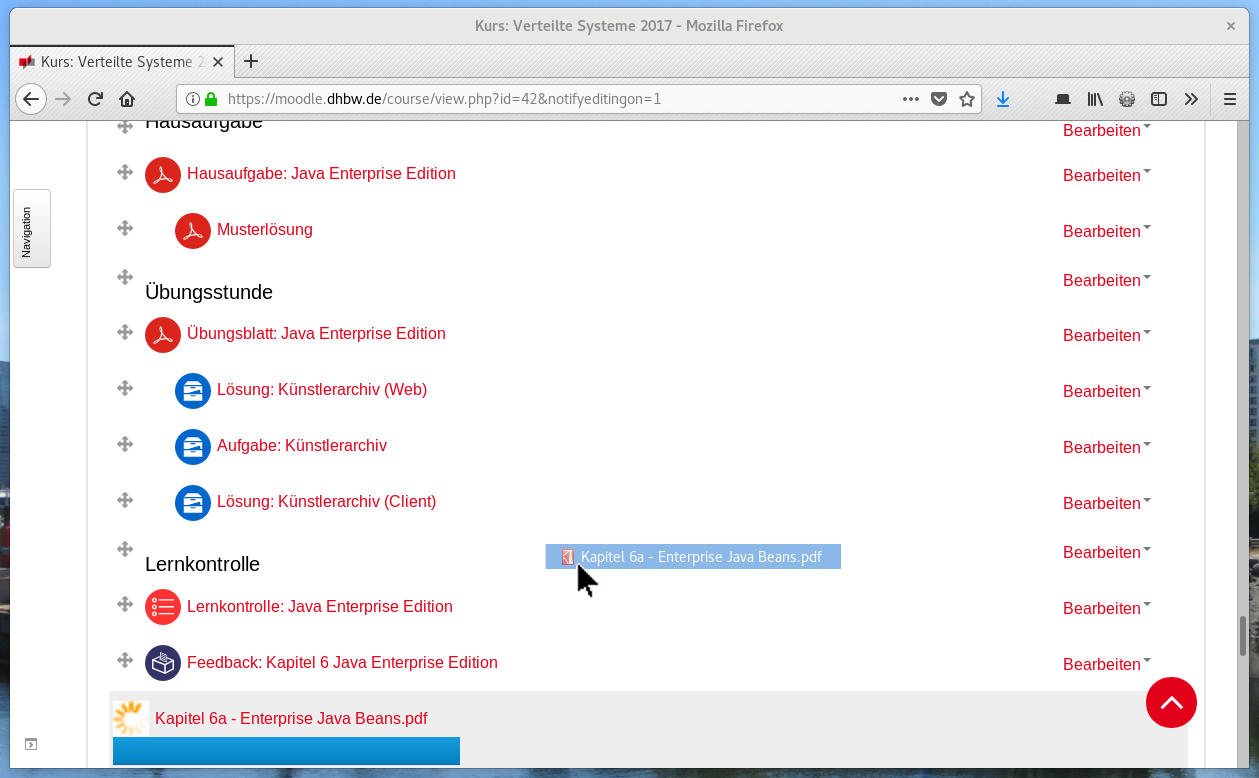 Kurs: Verteilte Systeme 2017 - Mozilla Firefox
Kurs: Verteilte Systeme 2
https://moodle.dhbw.de/course/view.php?id=42&notifyeditingon=1
Hausaufgabe Bearbeiten
Hausaufgabe: Java Enterprise Edition Bearbeiten
Navigation
Musterlösung Bearbeiten
Übungsstunde Bearbeiten
Übungsblatt: Java Enterprise Edition Bearbeiten
Lösung: Künstlerarchiv (Web) Bearbeiten
Aufgabe: Künstlerarchiv Bearbeiten
Lösung: Künstlerarchiv (Client) Bearbeiten
Kapitel 6a - Enterprise Java Beans.pdf
Lernkontrolle Bearbeiten
Lernkontrolle: Java Enterprise Edition Bearbeiten
Feedback: Kapitel 6 Java Enterprise Edition Bearbeiten
Kapitel 6a - Enterprise Java Beans.pdf